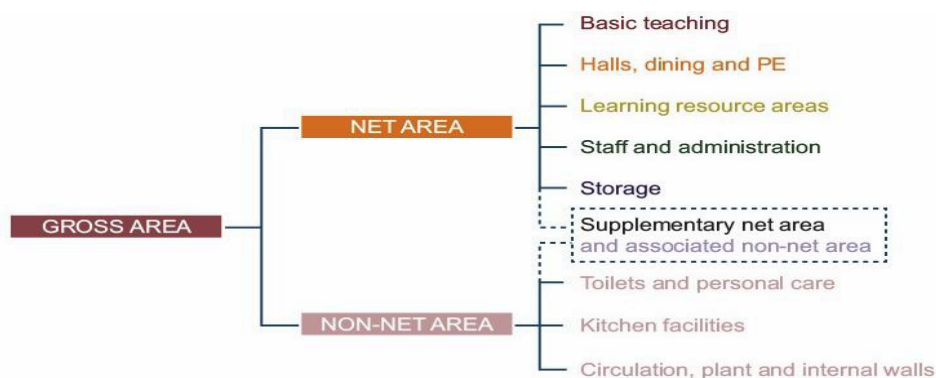 Basic teaching
Halls, dining and PE
Learning resource areas
NET AREA
Staff and administration
Storage
GROSS AREA
Supplementary net area
and associated non-net area
Toilets and personal care
NON-NET AREA
Kitchen facilities
Circulation, plant and internal walls